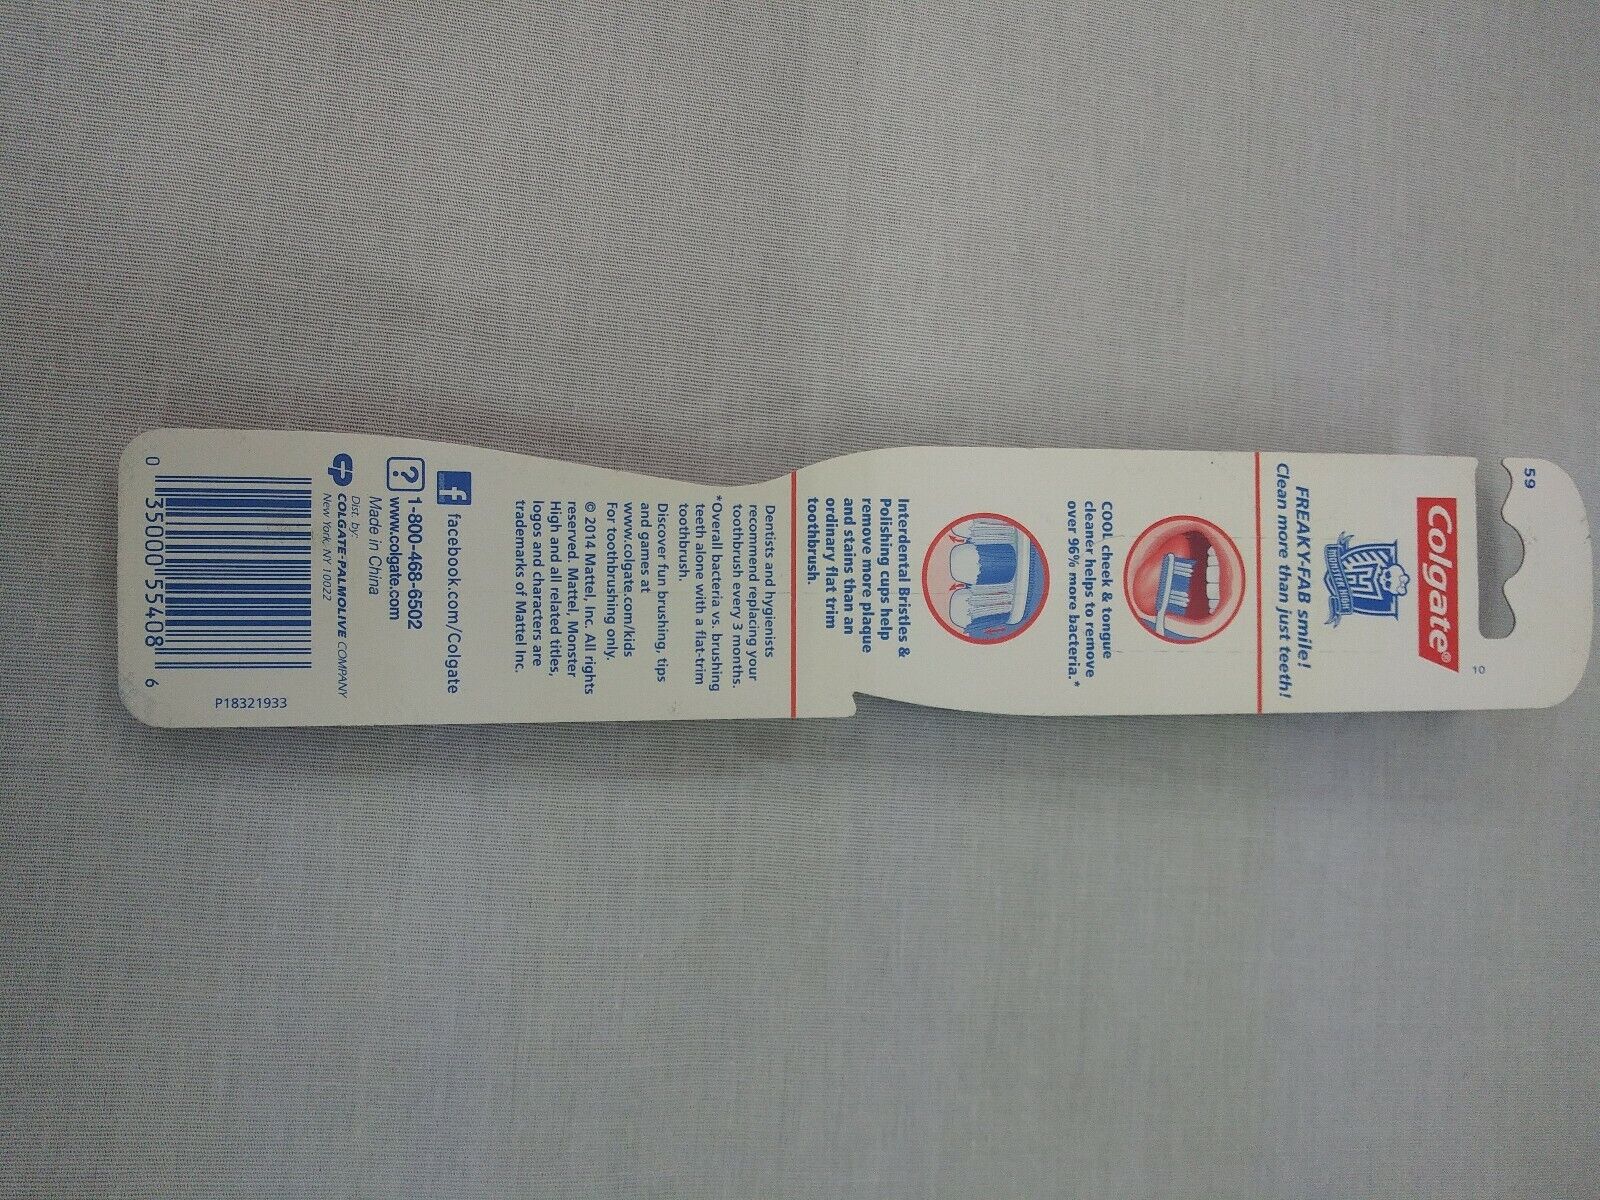 59
10
Colgate®
MONSTER HIGH
FREAKY-FAB smile!
Clean more than just teeth!
COOL cheek & tongue
cleaner helps to remove
over 96% more bacteria.*
Interdental Bristles &
Polishing cups help
remove more plaque
and stains than an
ordinary flat trim
toothbrush.
Dentists and hygienists
recommend replacing your
toothbrush every 3 months.
*Overall bacteria vs. brushing
teeth alone with a flat-trim
toothbrush.
Discover fun brushing, tips
and games at
www.colgate.com/kids
For toothbrushing only.
© 2014 Mattel, Inc. All rights
reserved. Mattel, Monster
High and all related titles,
logos and characters are
trademarks of Mattel Inc.
f facebook.com/Colgate
? 1-800-468-6502
www.colgate.com
Made in China
Dist. by:
CP COLGATE-PALMOLIVE COMPANY
New York, NY 10022
P18321933
0 35000 55408 6